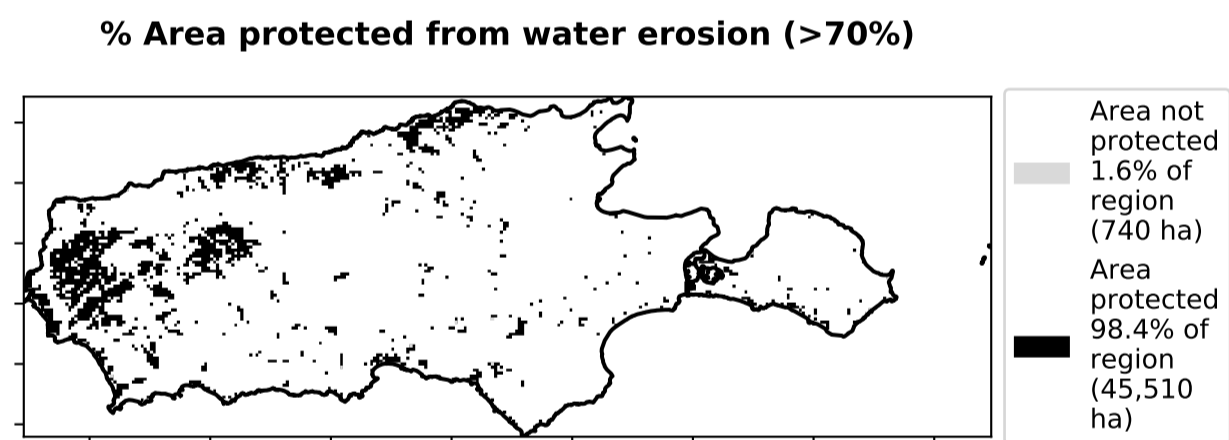 % Area protected from water erosion (>70%)
Area not
protected
1.6% of
region
(740 ha)
Area
protected
98.4% of
region
(45,510
ha)